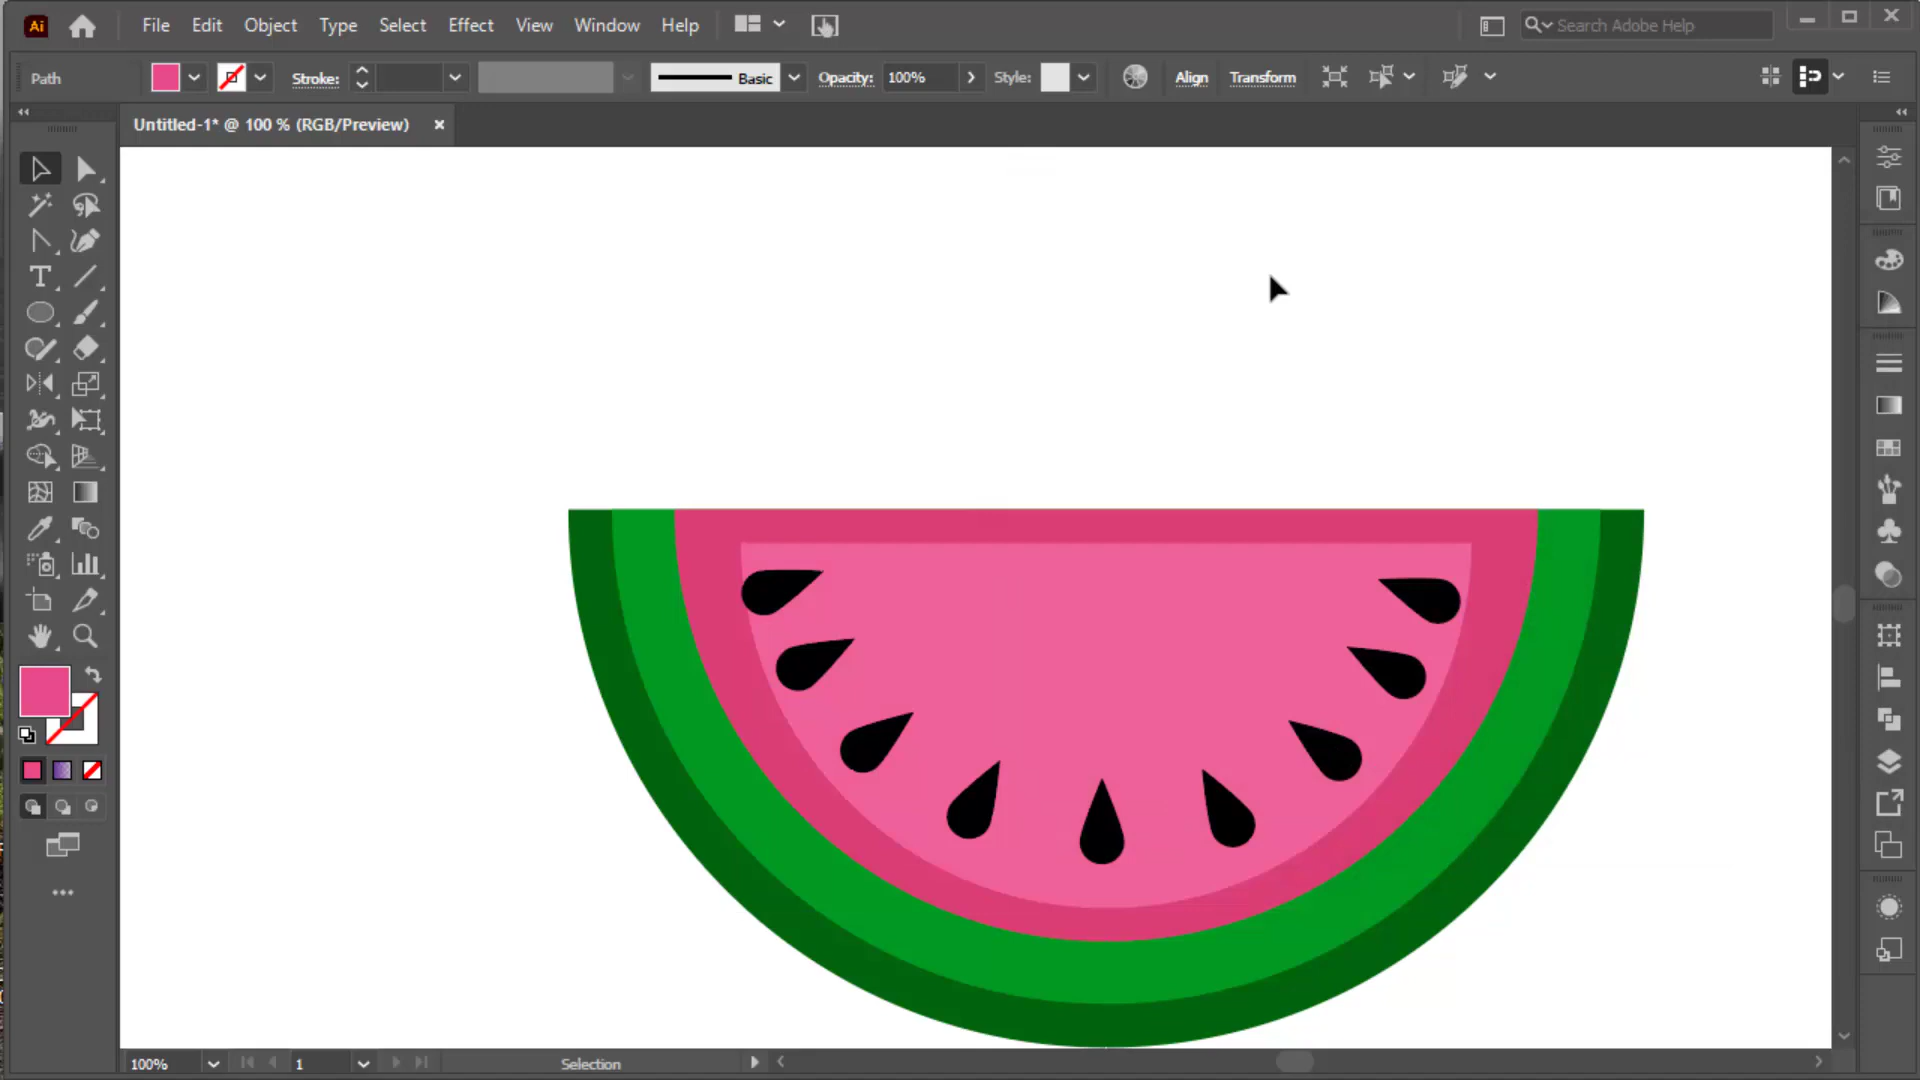 Ai File Edit Object Type Select Effect View Window Help Search Adobe Help
Path Stroke: Basic Opacity: 100% Style: Align Transform
Untitled-1* @ 100 % (RGB/Preview)
T
100% 1 Selection